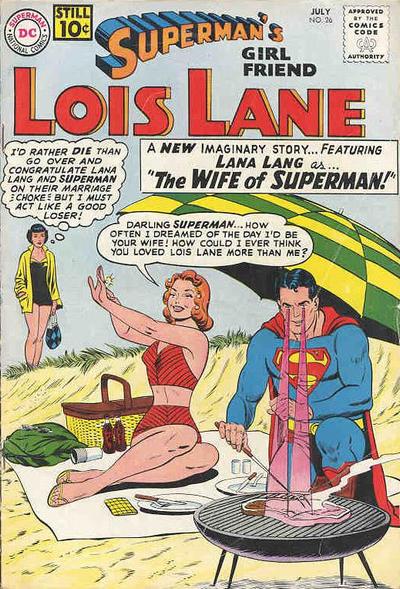 SUPERMAN
DC
NATIONAL COMICS
STILL
10¢
SUPERMAN'S
GIRL
FRIEND
LOIS LANE
JULY
NO. 26
APPROVED
BY THE
COMICS
CODE
CA
AUTHORITY
I'D RATHER DIE THAN
GO OVER AND
CONGRATULATE LANA
LANG AND SUPERMAN
ON THEIR MARRIAGE
:CHOKE: BUT I MUST
ACT LIKE A GOOD
LOSER!
A NEW IMAGINARY STORY... FEATURING
LANA LANG as...
"The WIFE of SUPERMAN!"
DARLING SUPERMAN... HOW
OFTEN I DREAMED OF THE DAY I'D BE
YOUR WIFE! HOW COULD I EVER THINK
YOU LOVED LOIS LANE MORE THAN ME?
S